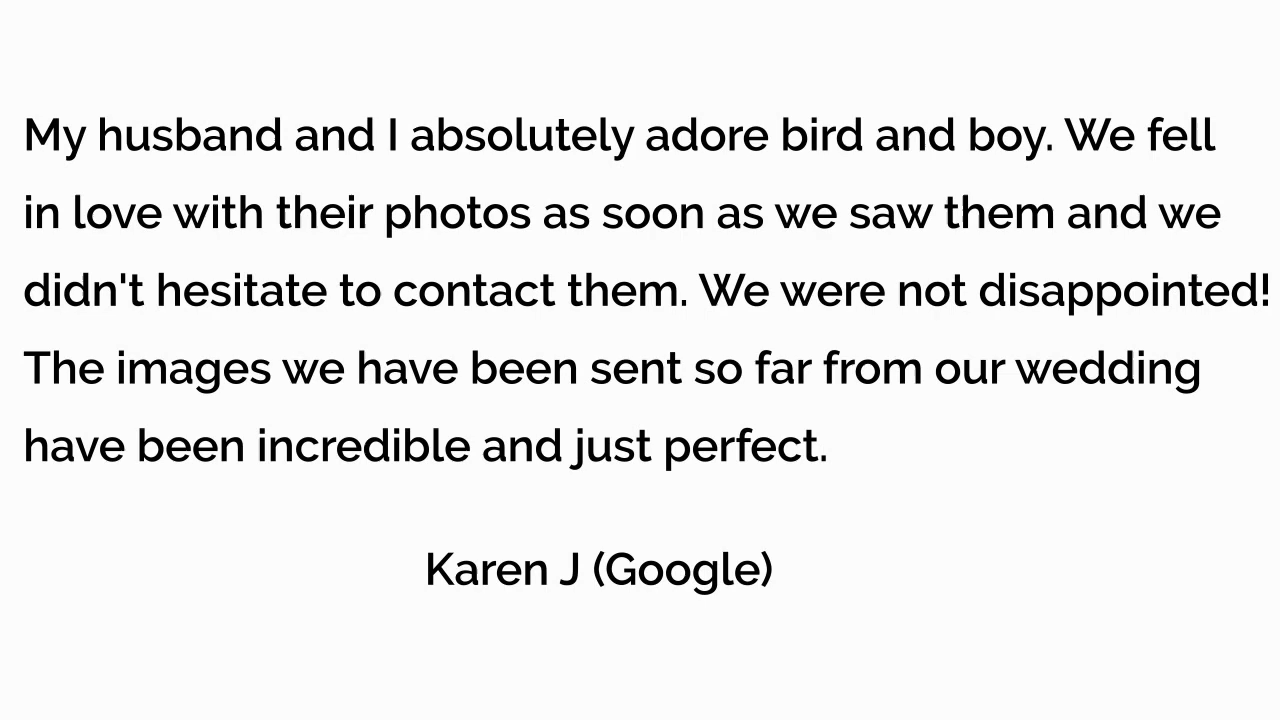 My husband and I absolutely adore bird and boy. We fell
in love with their photos as soon as we saw them and we
didn't hesitate to contact them. We were not disappointed!
The images we have been sent so far from our wedding
have been incredible and just perfect.
Karen J (Google)